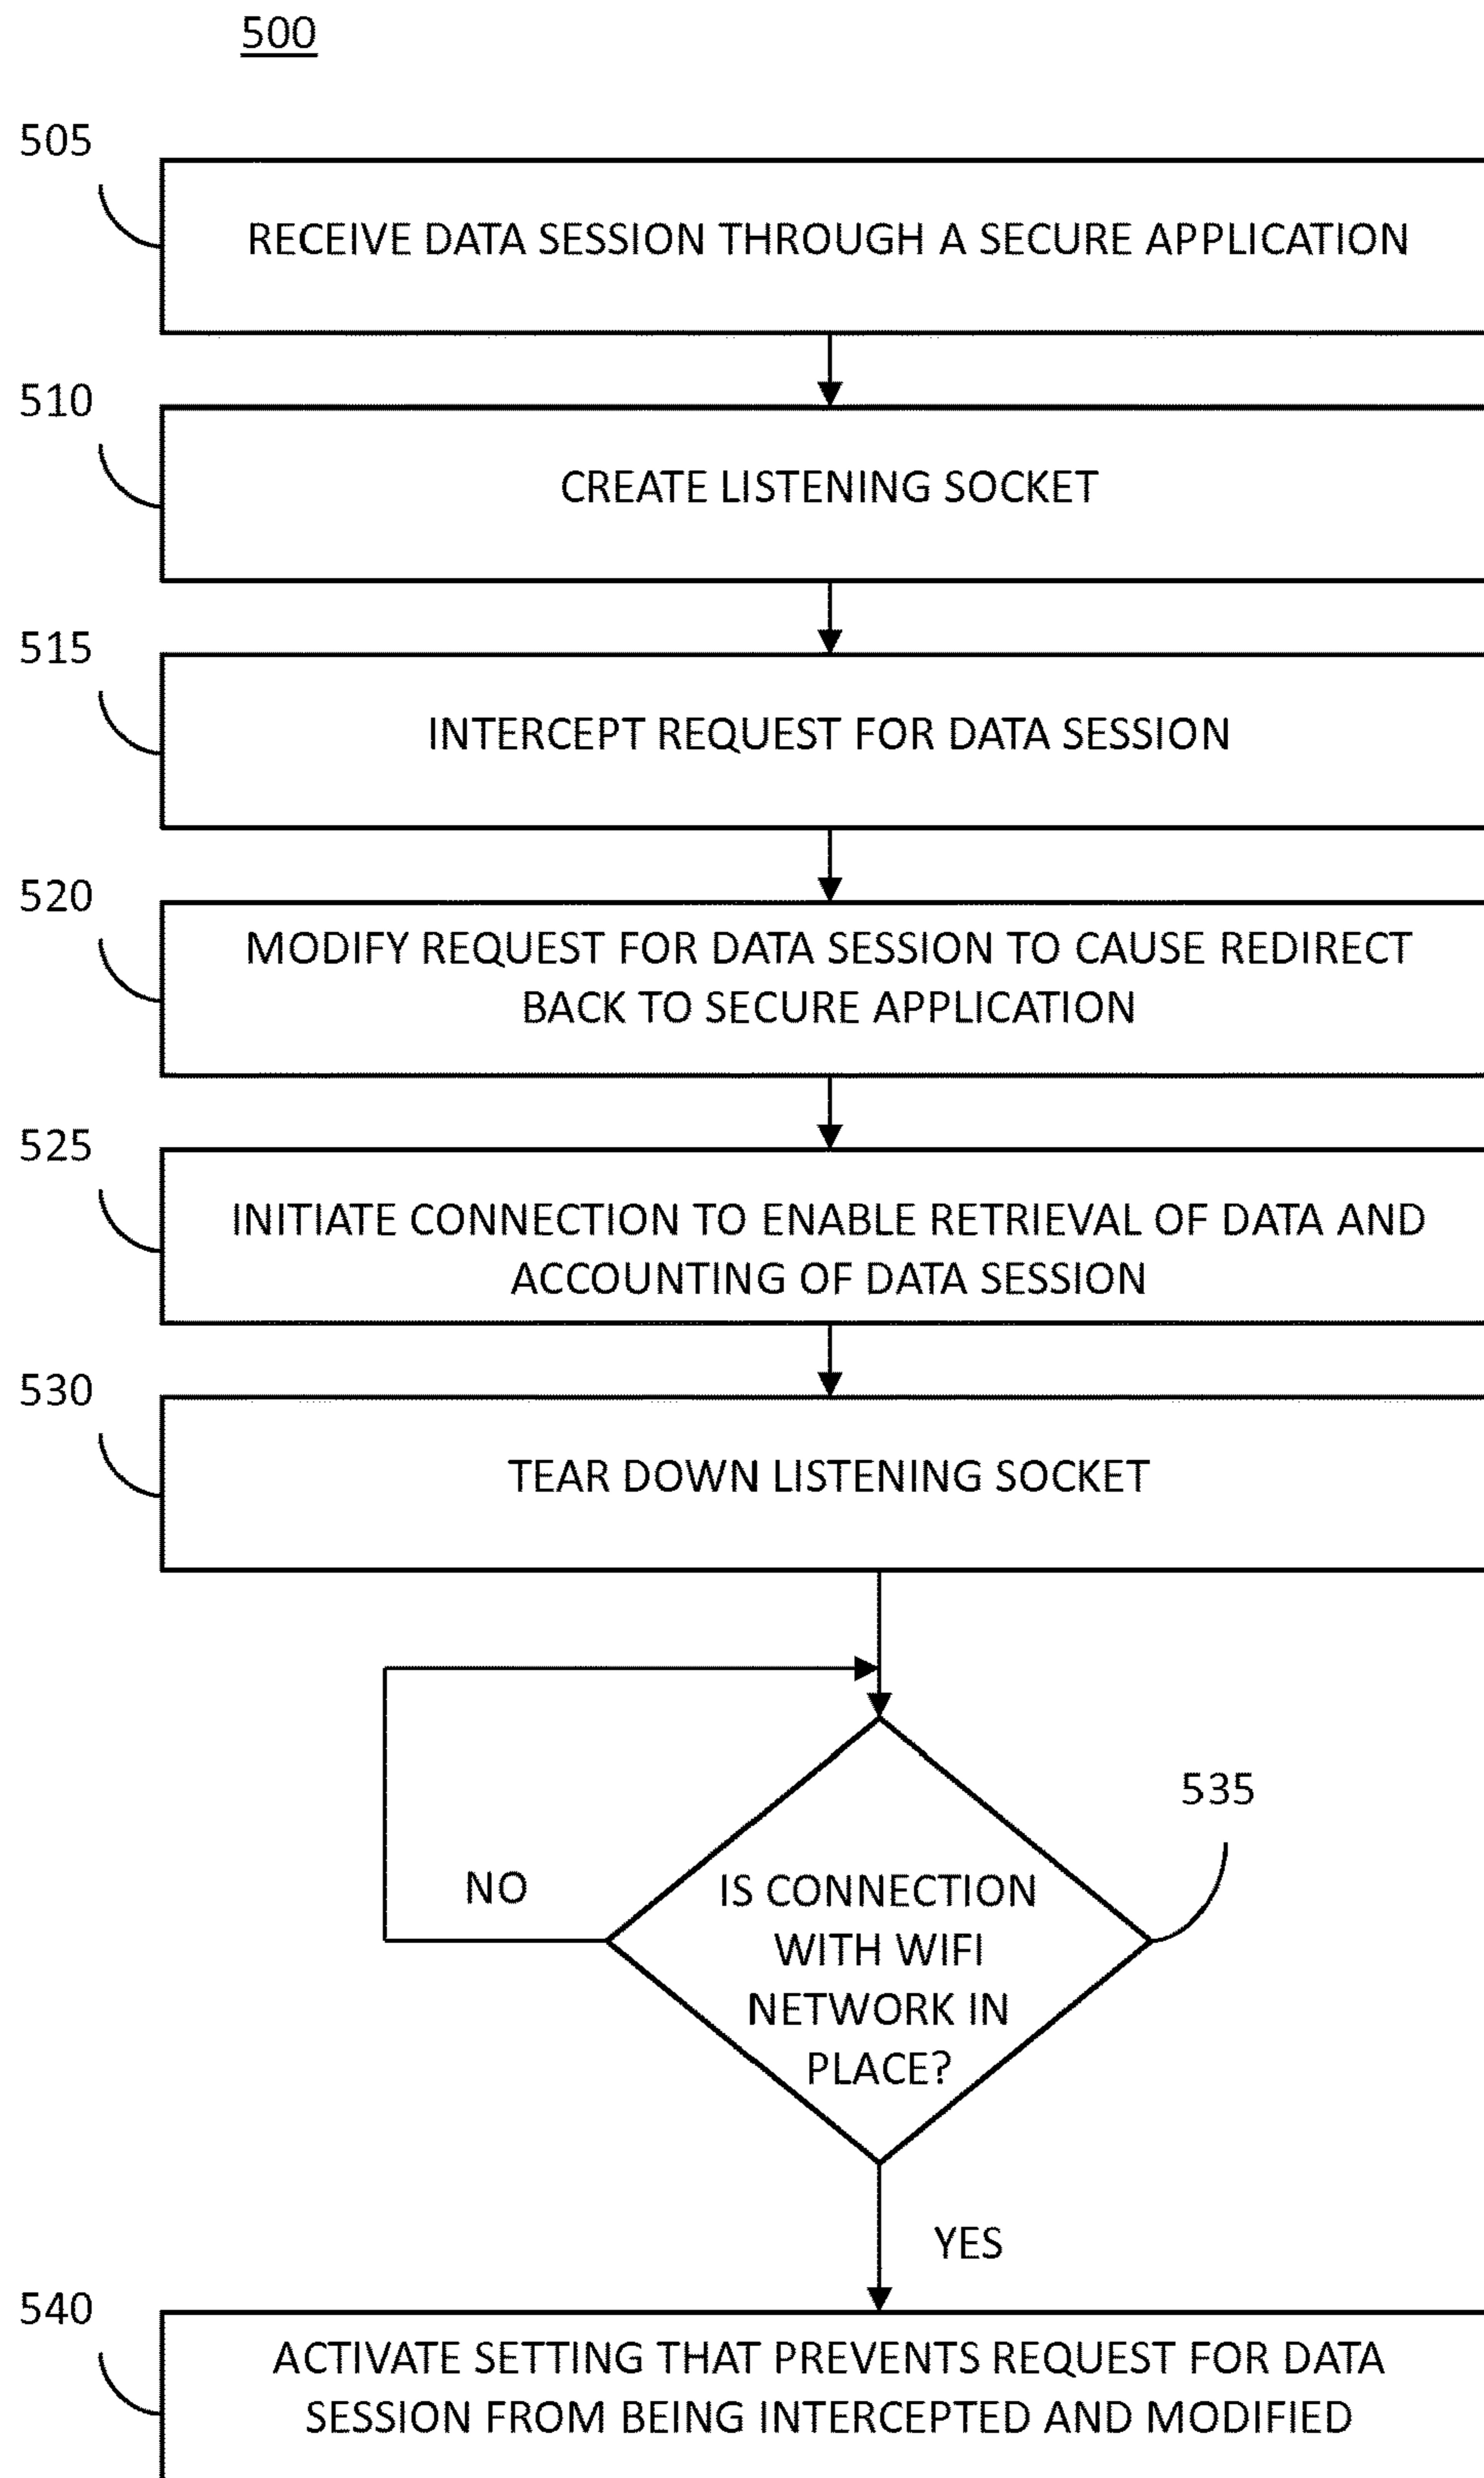 500
505
RECEIVE DATA SESSION THROUGH A SECURE APPLICATION
510
CREATE LISTENING SOCKET
515
INTERCEPT REQUEST FOR DATA SESSION
520
MODIFY REQUEST FOR DATA SESSION TO CAUSE REDIRECT
BACK TO SECURE APPLICATION
525
INITIATE CONNECTION TO ENABLE RETRIEVAL OF DATA AND
ACCOUNTING OF DATA SESSION
530
TEAR DOWN LISTENING SOCKET
535
NO
IS CONNECTION
WITH WIFI
NETWORK IN
PLACE?
YES
540
ACTIVATE SETTING THAT PREVENTS REQUEST FOR DATA
SESSION FROM BEING INTERCEPTED AND MODIFIED